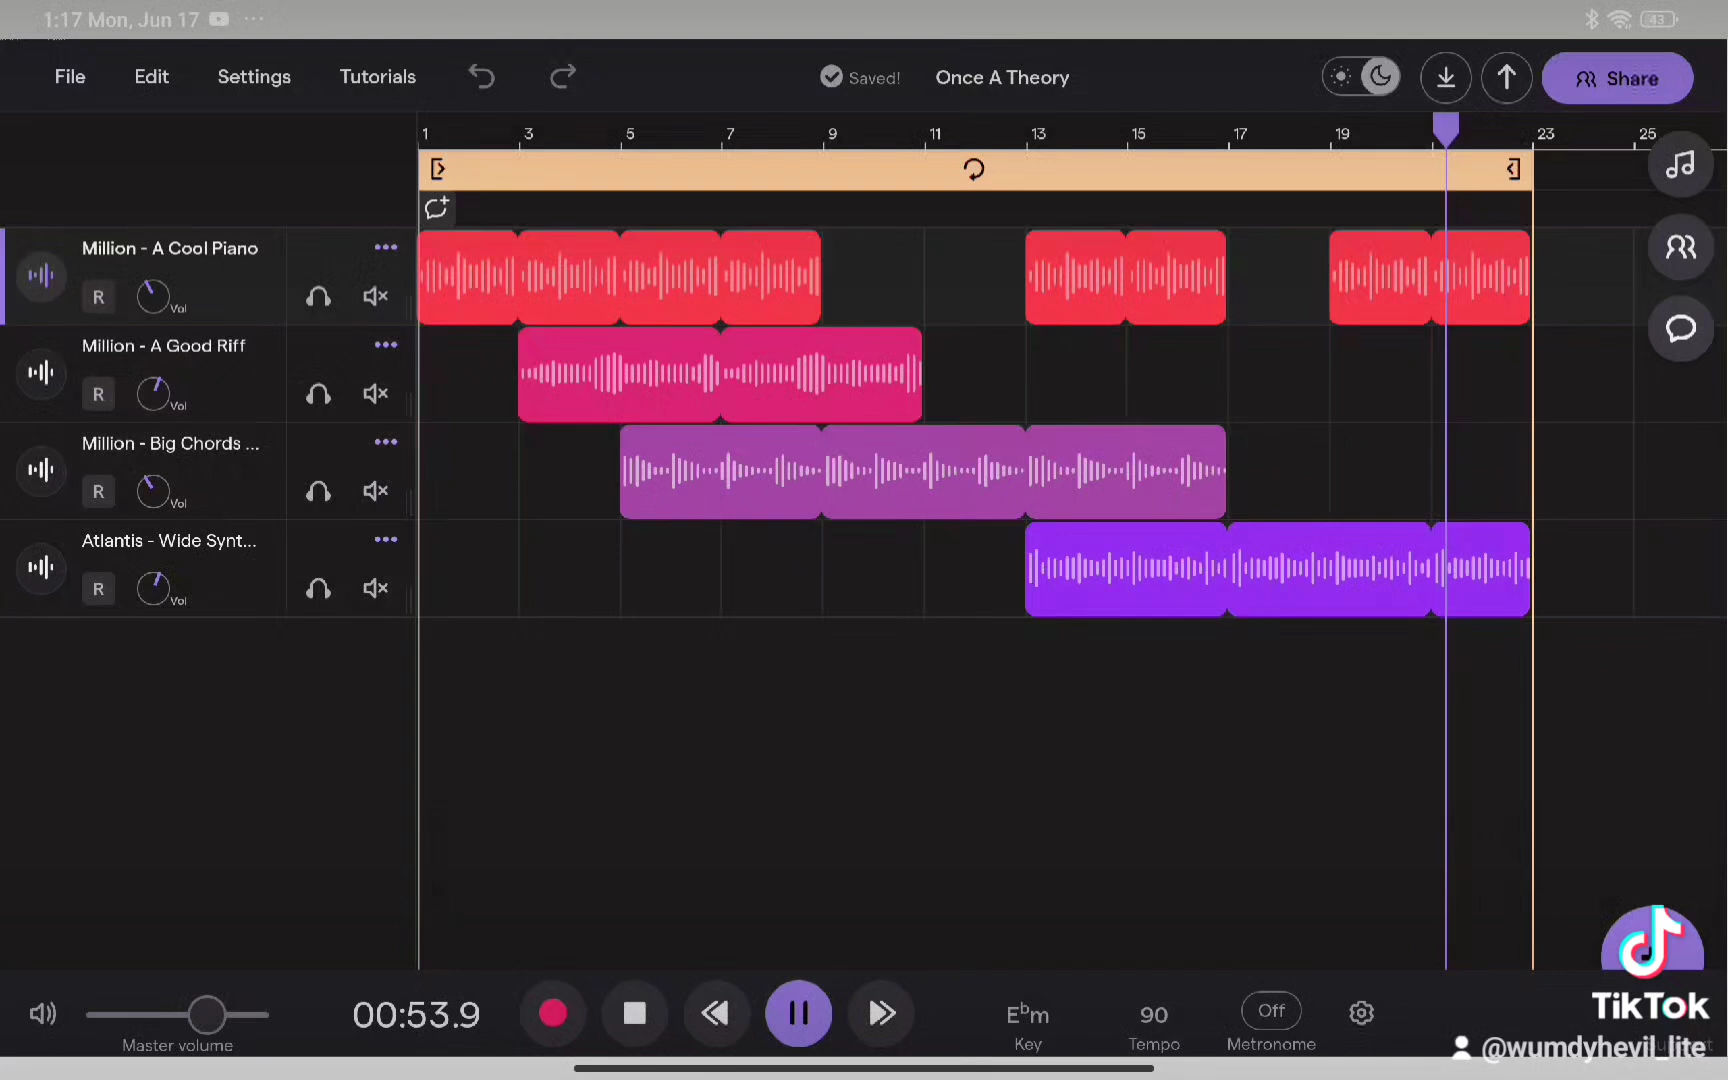 1:17 Mon, Jun 17
43
File Edit Settings Tutorials Saved! Once A Theory Share
1 3 5 7 9 11 13 15 17 19 23 25
Million - A Cool Piano
R Vol
Million - A Good Riff
R Vol
Million - Big Chords ...
R Vol
Atlantis - Wide Synt...
R Vol
00:53.9 E♭m 90 Off
Master volume Key Tempo Metronome
TikTok
@wumdyhevil_lite